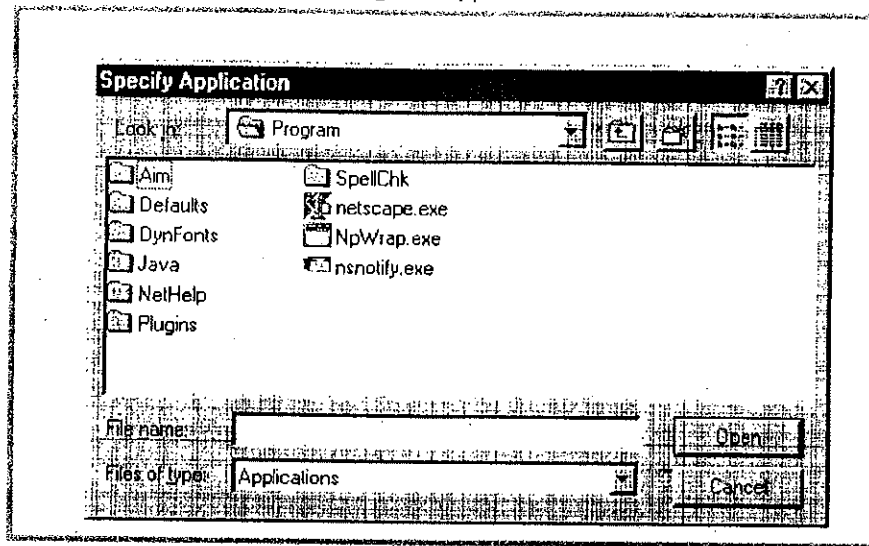 Specify Application
Look in:
Program
Aim
Defaults
DynFonts
Java
NetHelp
Plugins
SpellChk
netscape.exe
NpWrap.exe
nsnotify.exe
File name:
Open
Files of type:
Applications
Cancel